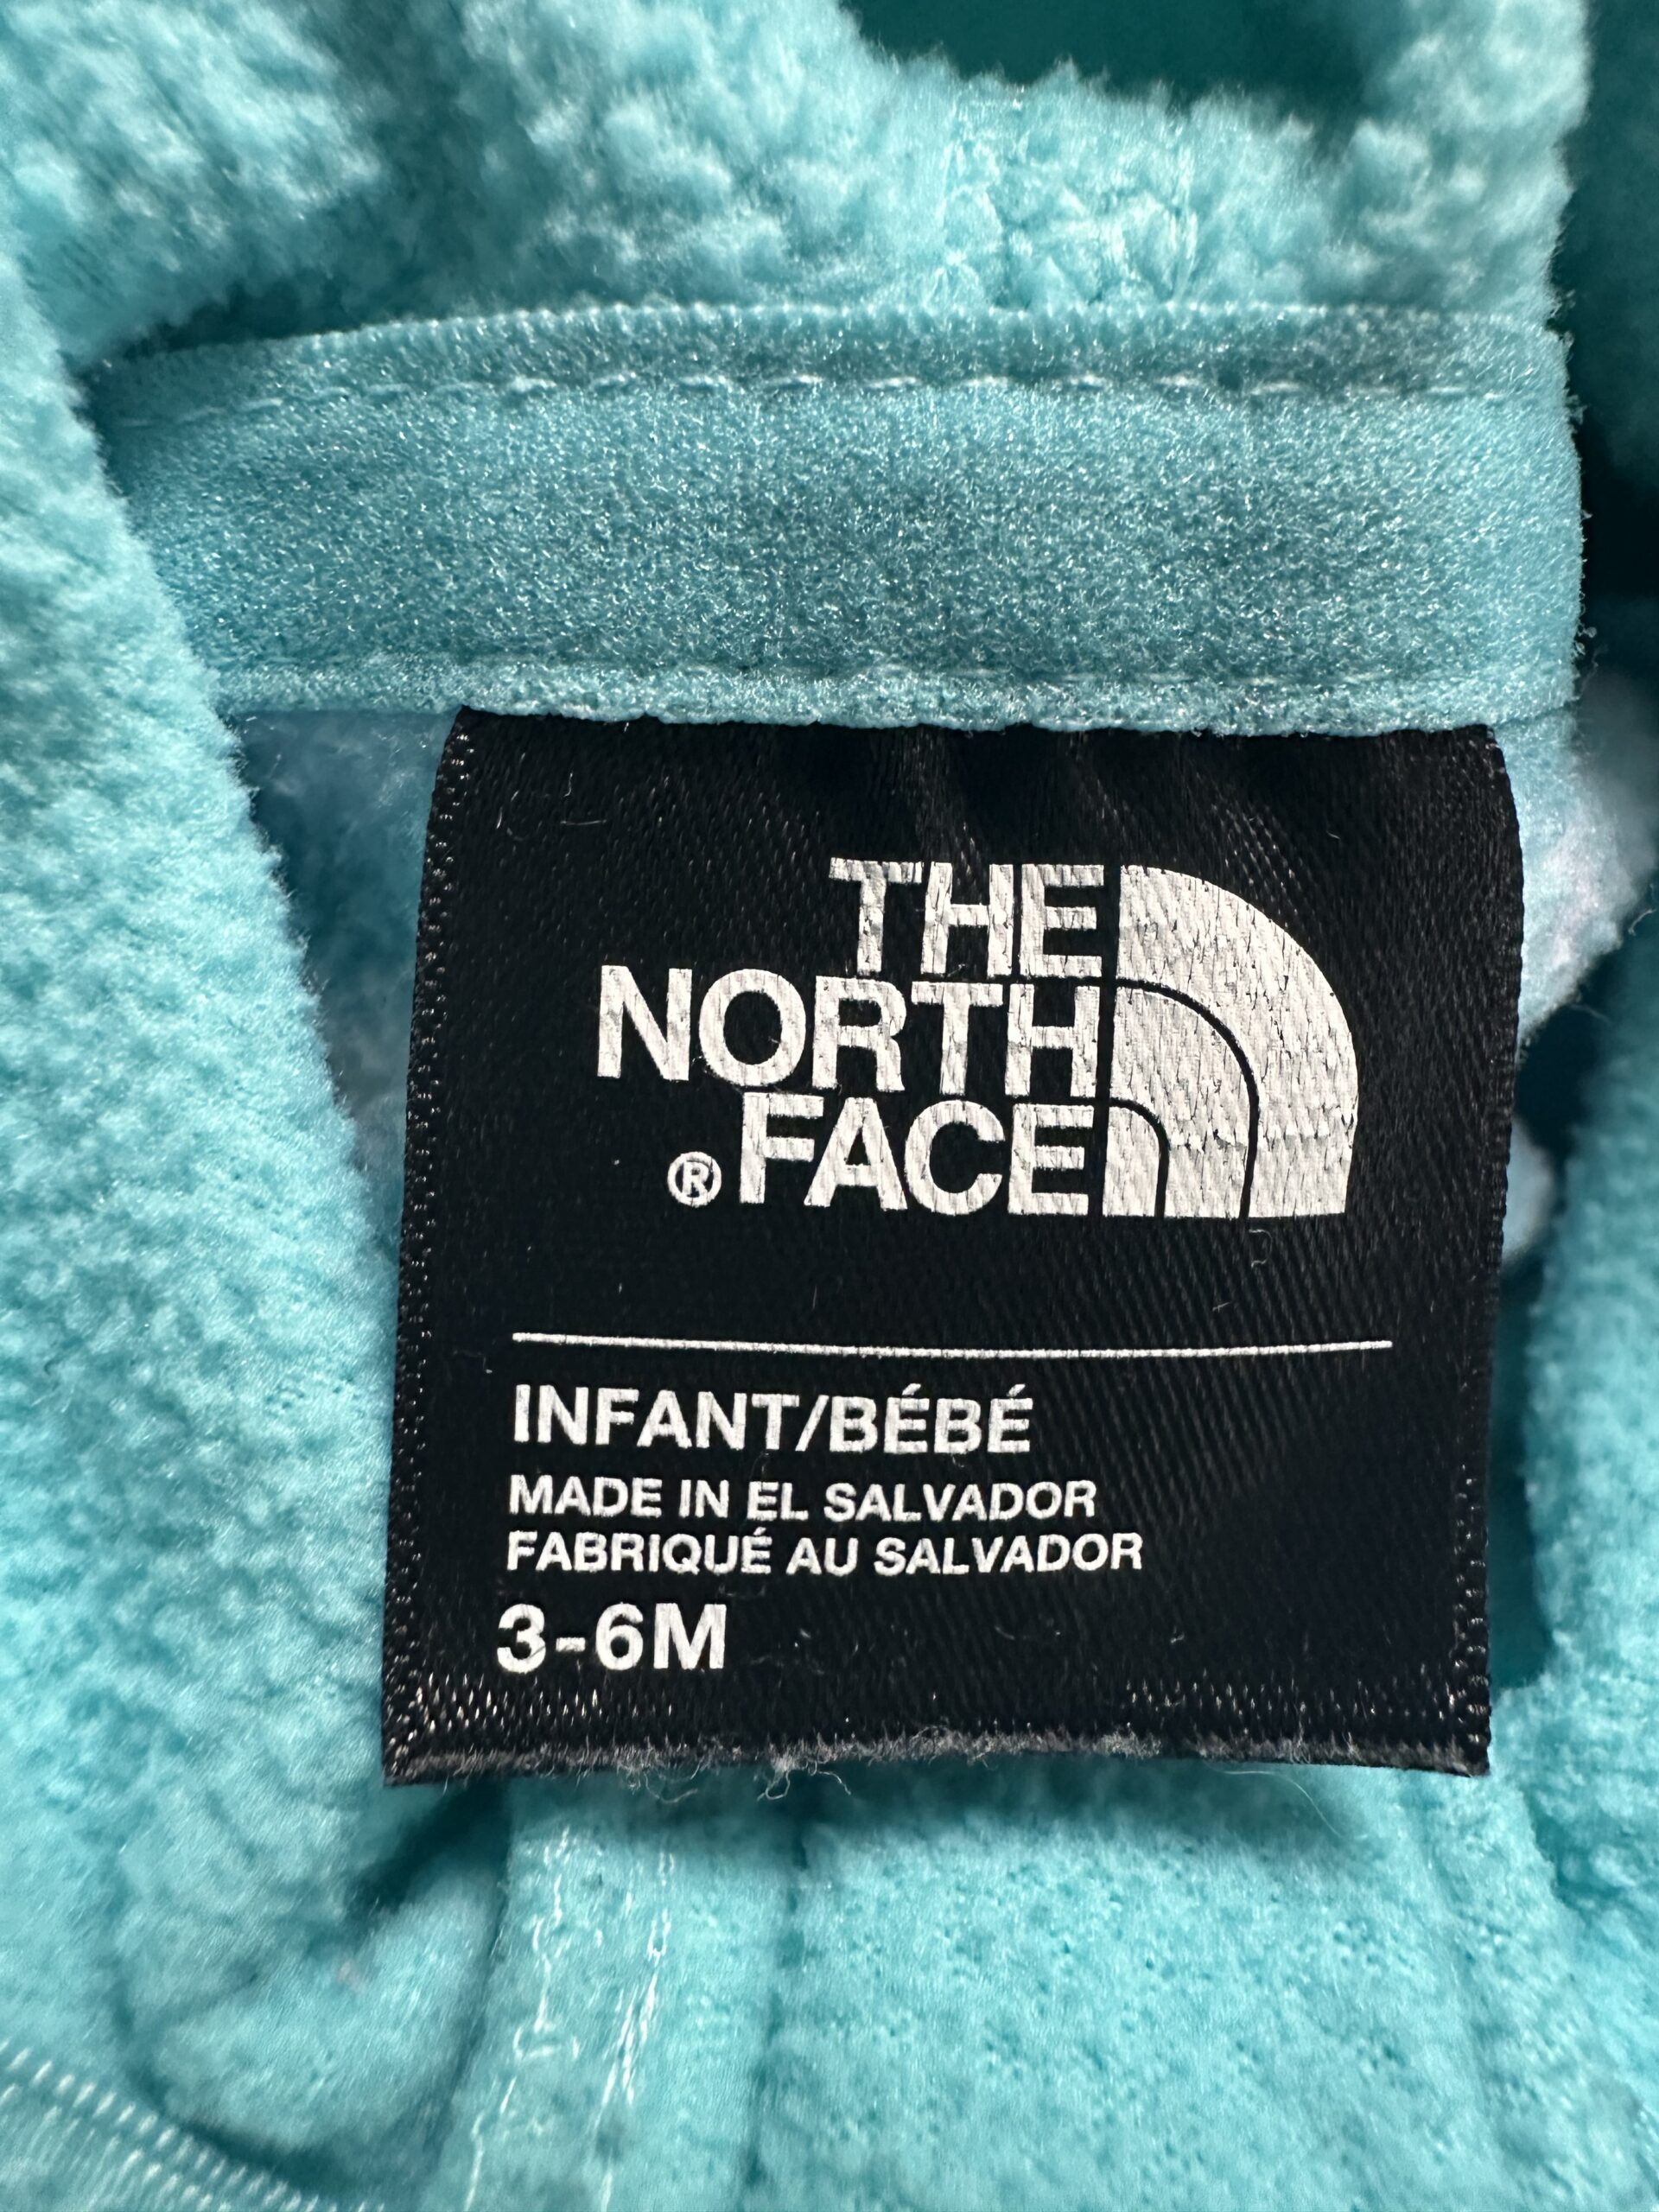 THE
NORTH
®FACE
INFANT/BÉBÉ
MADE IN EL SALVADOR
FABRIQUÉ AU SALVADOR
3-6M